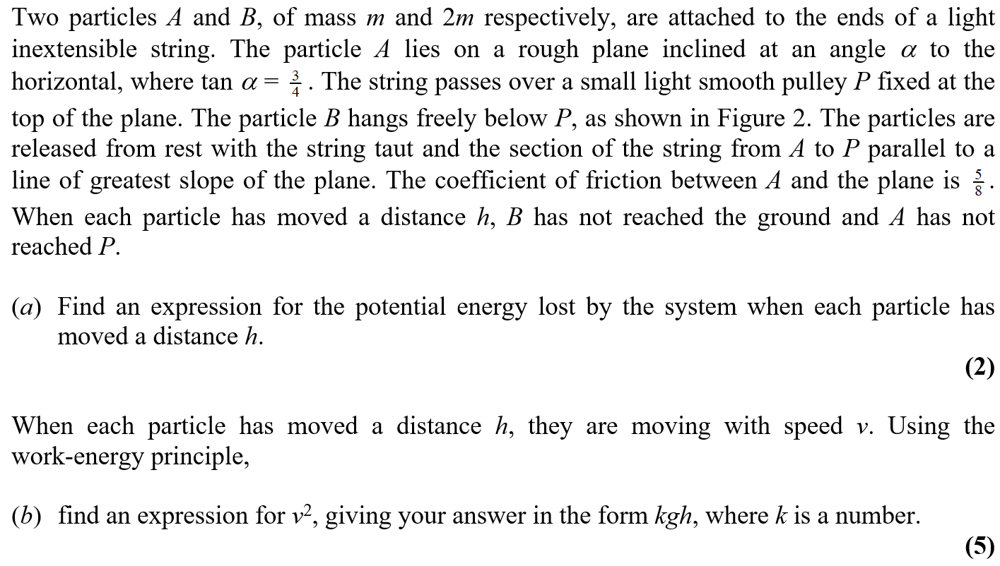 Two particles A and B, of mass m and 2m respectively, are attached to the ends of a light
inextensible string. The particle A lies on a rough plane inclined at an angle α to the
horizontal, where tan α = 3/4 . The string passes over a small light smooth pulley P fixed at the
top of the plane. The particle B hangs freely below P, as shown in Figure 2. The particles are
released from rest with the string taut and the section of the string from A to P parallel to a
line of greatest slope of the plane. The coefficient of friction between A and the plane is 5/8 .
When each particle has moved a distance h, B has not reached the ground and A has not
reached P.
(a) Find an expression for the potential energy lost by the system when each particle has
moved a distance h.
(2)
When each particle has moved a distance h, they are moving with speed v. Using the
work-energy principle,
(b) find an expression for v², giving your answer in the form kgh, where k is a number.
(5)